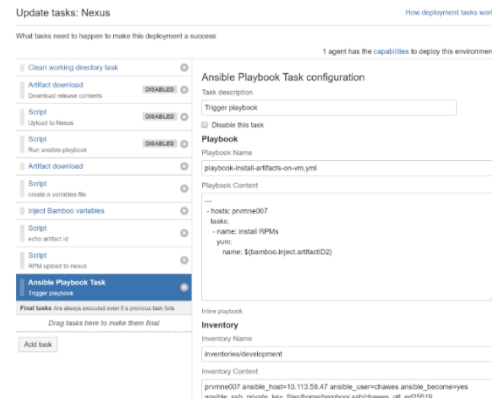 Update tasks: Nexus
How deployment tasks work
What tasks need to happen to make this deployment a success
1 agent has the capabilities to deploy this environment
Clean working directory task
Artifact download
Download release contents
DISABLED
Script
Upload to Nexus
DISABLED
Script
Run ansible-playbook
DISABLED
Artifact download
Script
create a variables file
Inject Bamboo variables
Script
echo artifact id
Script
RPM upload to nexus
Ansible Playbook Task
Trigger playbook
Final tasks Are always executed even if a previous task fails
Drag tasks here to make them final
Add task
Ansible Playbook Task configuration
Task description
Trigger playbook
Disable this task
Playbook
Playbook Name
playbook-install-artifacts-on-vm.yml
Playbook Content
---
- hosts: prvmne007
tasks:
- name: install RPMs
yum:
name: ${bamboo.inject.artifactID2}
Inline playbook
Inventory
Inventory Name
inventories/development
Inventory Content
prvmne007 ansible_host=10.113.58.47 ansible_user=chawes ansible_become=yes